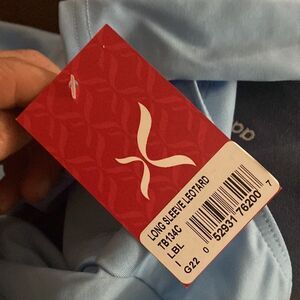 LONG SLEEVE LEOTARD
TB134C
LBL
I
G22
0 52931 76200 7